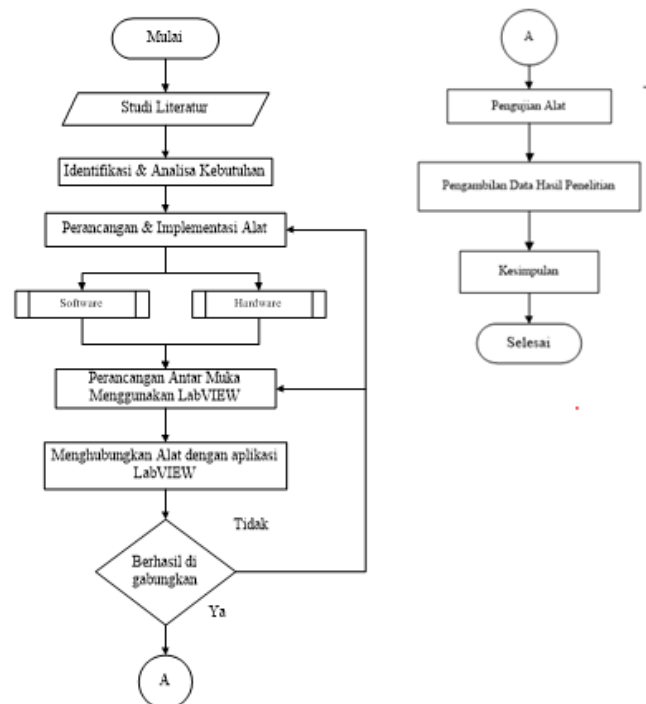 Mulai
Studi Literatur
Identifikasi & Analisa Kebutuhan
Perancangan & Implementasi Alat
Software
Hardware
Perancangan Antar Muka
Menggunakan LabVIEW
Menghubungkan Alat dengan aplikasi
LabVIEW
Tidak
Berhasil di
gabungkan
Ya
A
A
Pengujian Alat
Pengambilan Data Hasil Penelitian
Kesimpulan
Selesai